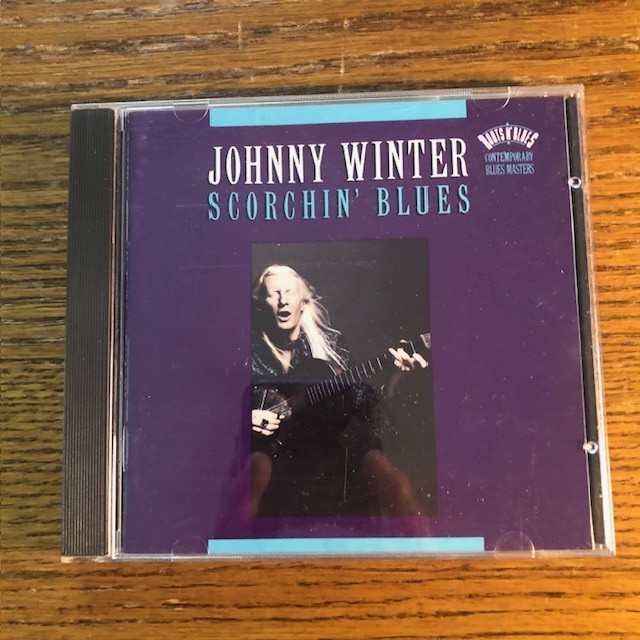 JOHNNY WINTER
SCORCHIN' BLUES
ROOTS N' BLUES
CONTEMPORARY
BLUES MASTERS